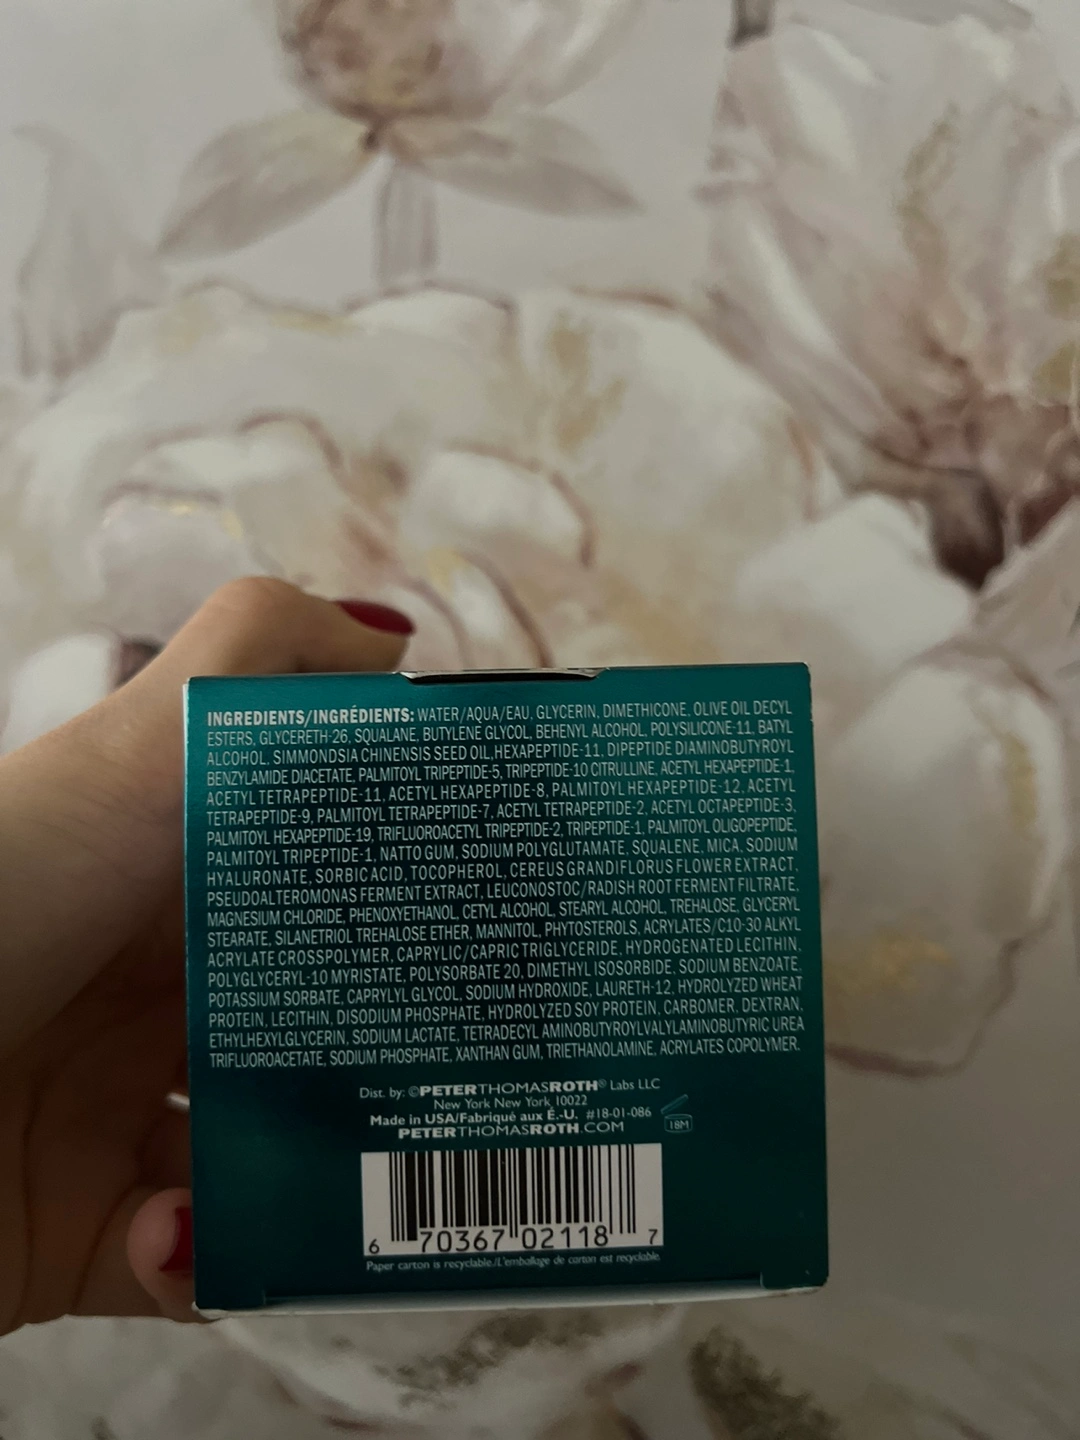 INGREDIENTS/INGRÉDIENTS: WATER/AQUA/EAU, GLYCERIN, DIMETHICONE, OLIVE OIL DECYL
ESTERS, GLYCERETH-26, SQUALANE, BUTYLENE GLYCOL, BEHENYL ALCOHOL, POLYSILICONE-11, BATYL
ALCOHOL, SIMMONDSIA CHINENSIS SEED OIL, HEXAPEPTIDE-11, DIPEPTIDE DIAMINOBUTYROYL
BENZYLAMIDE DIACETATE, PALMITOYL TRIPEPTIDE-5, TRIPEPTIDE-10 CITRULLINE, ACETYL HEXAPEPTIDE-1,
ACETYL TETRAPEPTIDE-11, ACETYL HEXAPEPTIDE-8, PALMITOYL HEXAPEPTIDE-12, ACETYL
TETRAPEPTIDE-9, PALMITOYL TETRAPEPTIDE-7, ACETYL TETRAPEPTIDE-2, ACETYL OCTAPEPTIDE-3,
PALMITOYL HEXAPEPTIDE-19, TRIFLUOROACETYL TRIPEPTIDE-2, TRIPEPTIDE-1, PALMITOYL OLIGOPEPTIDE,
PALMITOYL TRIPEPTIDE-1, NATTO GUM, SODIUM POLYGLUTAMATE, SQUALENE, MICA, SODIUM
HYALURONATE, SORBIC ACID, TOCOPHEROL, CEREUS GRANDIFLORUS FLOWER EXTRACT,
PSEUDOALTEROMONAS FERMENT EXTRACT, LEUCONOSTOC/RADISH ROOT FERMENT FILTRATE,
MAGNESIUM CHLORIDE, PHENOXYETHANOL, CETYL ALCOHOL, STEARYL ALCOHOL, TREHALOSE, GLYCERYL
STEARATE, SILANETRIOL TREHALOSE ETHER, MANNITOL, PHYTOSTEROLS, ACRYLATES/C10-30 ALKYL
ACRYLATE CROSSPOLYMER, CAPRYLIC/CAPRIC TRIGLYCERIDE, HYDROGENATED LECITHIN,
POLYGLYCERYL-10 MYRISTATE, POLYSORBATE 20, DIMETHYL ISOSORBIDE, SODIUM BENZOATE,
POTASSIUM SORBATE, CAPRYLYL GLYCOL, SODIUM HYDROXIDE, LAURETH-12, HYDROLYZED WHEAT
PROTEIN, LECITHIN, DISODIUM PHOSPHATE, HYDROLYZED SOY PROTEIN, CARBOMER, DEXTRAN,
ETHYLHEXYLGLYCERIN, SODIUM LACTATE, TETRADECYL AMINOBUTYROYLVALYLAMINOBUTYRIC UREA
TRIFLUOROACETATE, SODIUM PHOSPHATE, XANTHAN GUM, TRIETHANOLAMINE, ACRYLATES COPOLYMER.
Dist. by: ©PETERTHOMASROTH® Labs LLC
New York New York 10022
Made in USA/Fabriqué aux É.-U. #18-01-086
PETERTHOMASROTH.COM
18M
6 70367 02118 7
Paper carton is recyclable./L'emballage de carton est recyclable.